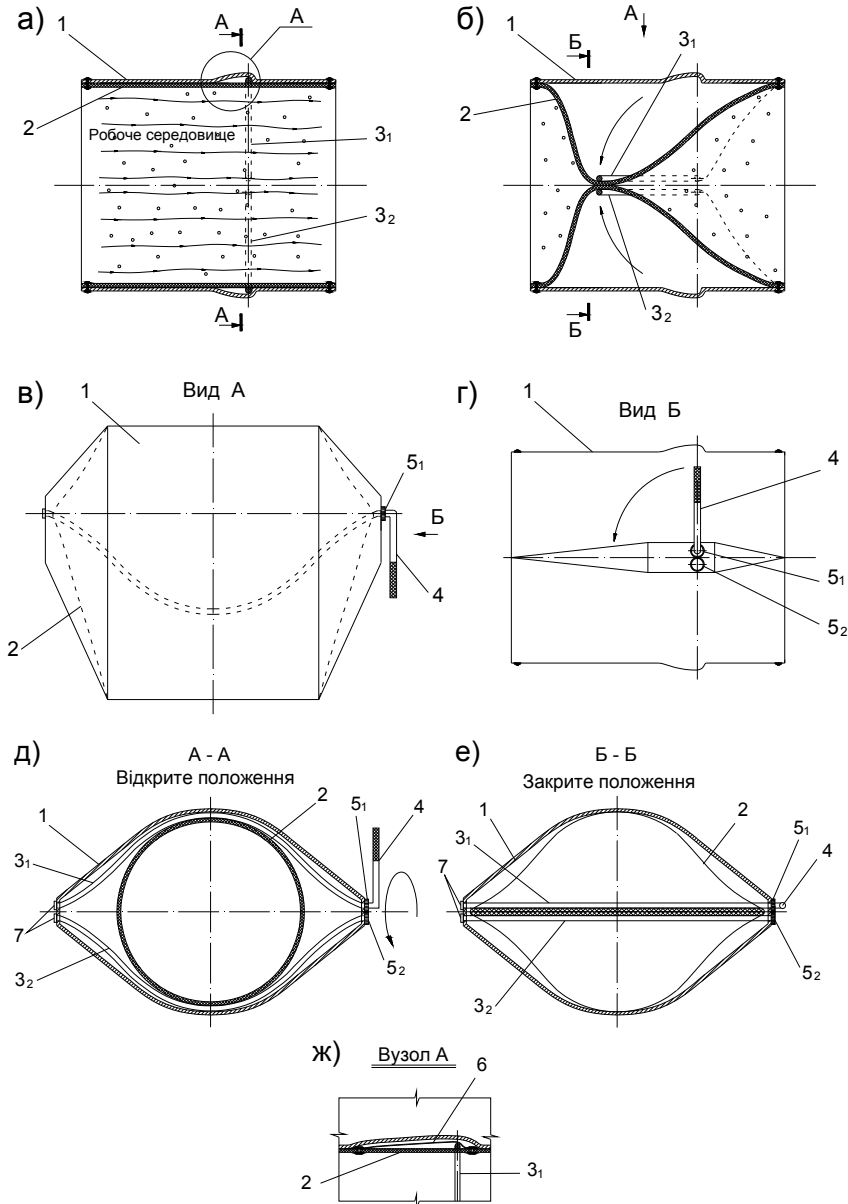 а)
А
А
1
2
Робоче середовище
3₁
3₂
А
б)
А
Б
1
3₁
2
3₂
Б
в)
Вид А
1
5₁
Б
4
2
г)
Вид Б
1
4
5₁
5₂
д)
А - А
Відкрите положення
1
2
5₁
4
3₁
7
3₂
5₂
е)
Б - Б
Закрите положення
1
2
3₁
5₁
4
7
3₂
5₂
ж)
Вузол А
6
2
3₁